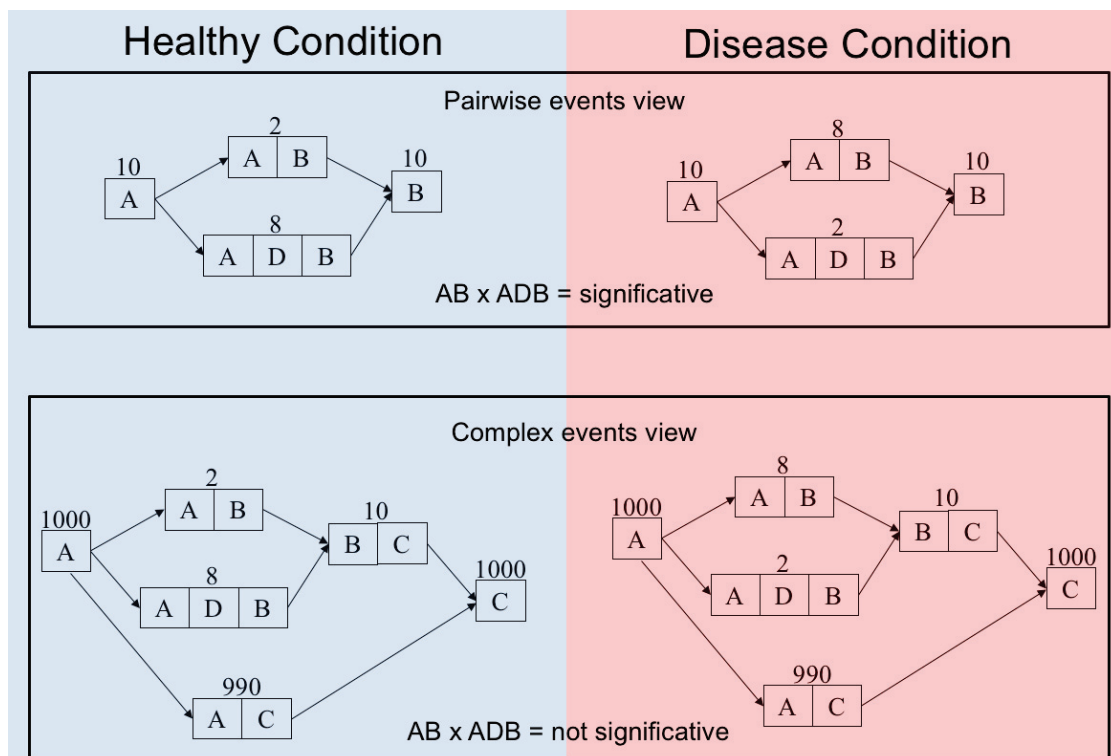 Healthy Condition
Disease Condition
Pairwise events view
2
A B
10
A
10
B
8
A D B
8
A B
10
A
10
B
2
A D B
AB x ADB = significative
Complex events view
2
A B
1000
A
10
B C
8
A D B
1000
C
990
A C
8
A B
1000
A
10
B C
2
A D B
1000
C
990
A C
AB x ADB = not significative